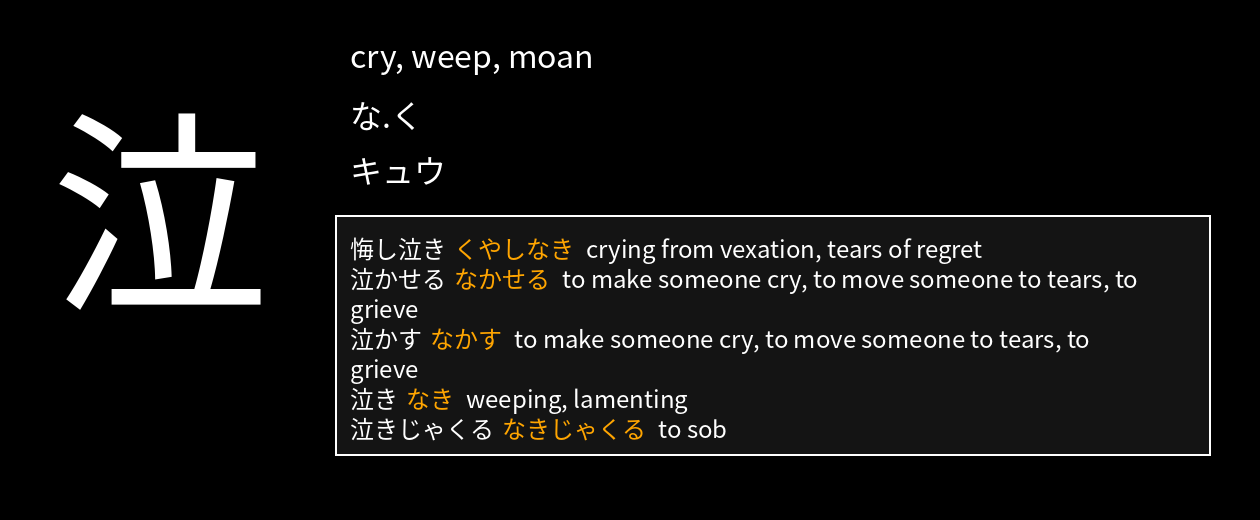 泣
cry, weep, moan
な.く
キュウ
悔し泣き くやしなき crying from vexation, tears of regret
泣かせる なかせる to make someone cry, to move someone to tears, to
grieve
泣かす なかす to make someone cry, to move someone to tears, to
grieve
泣き なき weeping, lamenting
泣きじゃくる なきじゃくる to sob